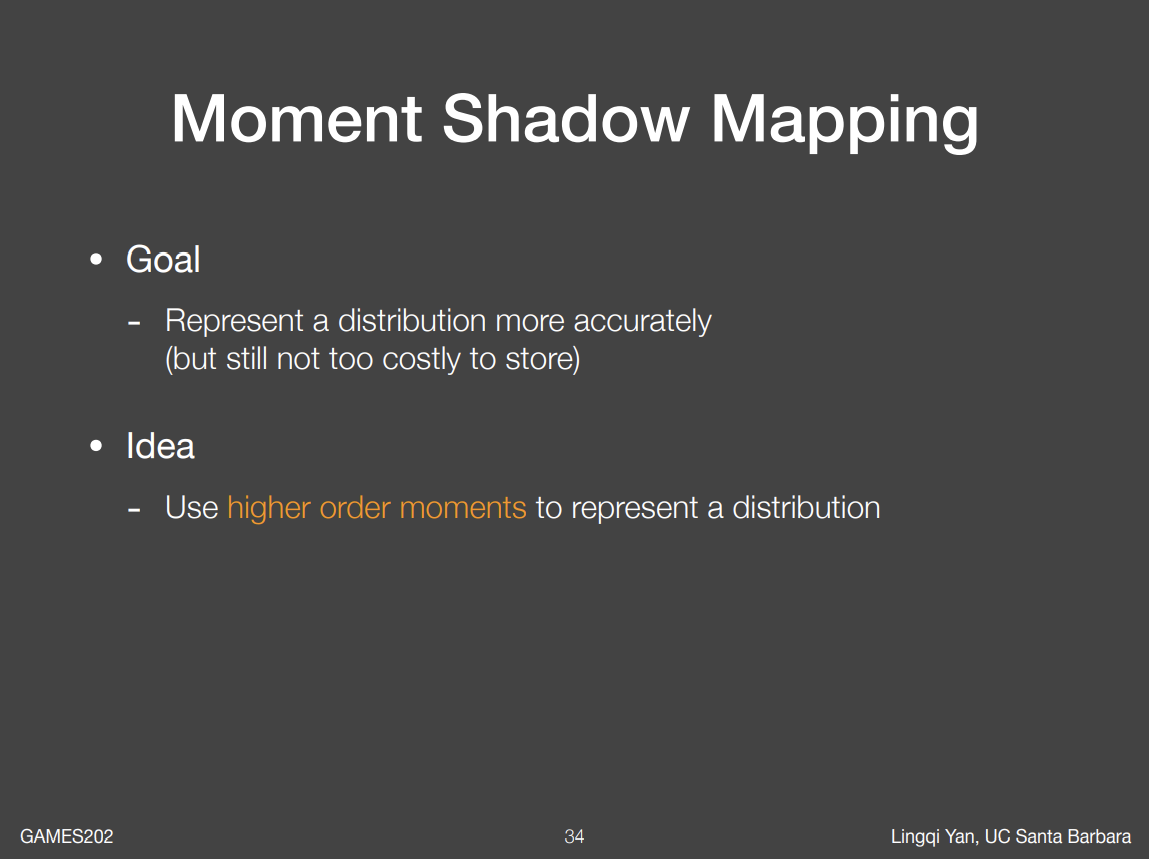 Moment Shadow Mapping
• Goal
- Represent a distribution more accurately
(but still not too costly to store)
• Idea
- Use higher order moments to represent a distribution
GAMES202
34
Lingqi Yan, UC Santa Barbara